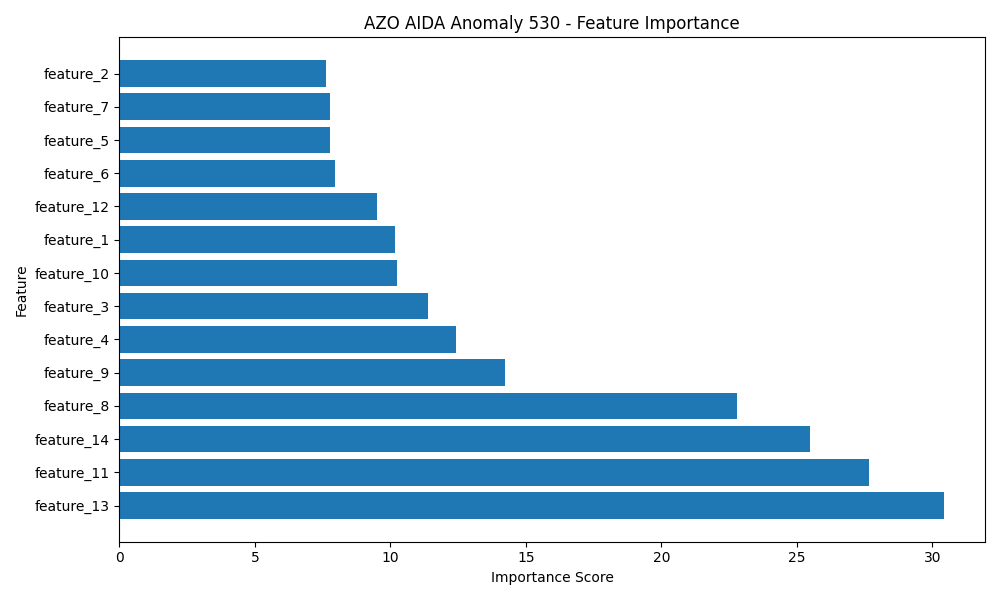 AZO AIDA Anomaly 530 - Feature Importance
feature_2
feature_7
feature_5
feature_6
feature_12
feature_1
feature_10
feature_3
feature_4
feature_9
feature_8
feature_14
feature_11
feature_13
Feature
0 5 10 15 20 25 30
Importance Score